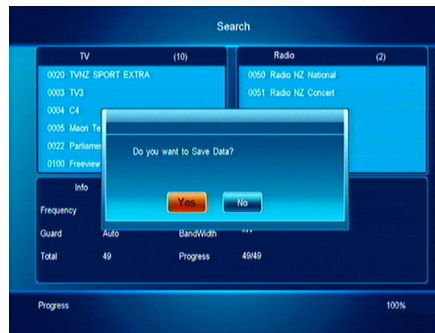 Search
TV (10) Radio (2)
0020 TVNZ SPORT EXTRA 0050 Radio NZ National
0003 TV3 0051 Radio NZ Concert
0004 C4
0005 Maori Te
0022 Parliamen
0100 Freeview
Do you want to Save Data?
Yes No
Info
Frequency
Guard Auto BandWidth
Total 49 Progress 49/49
Progress 100%